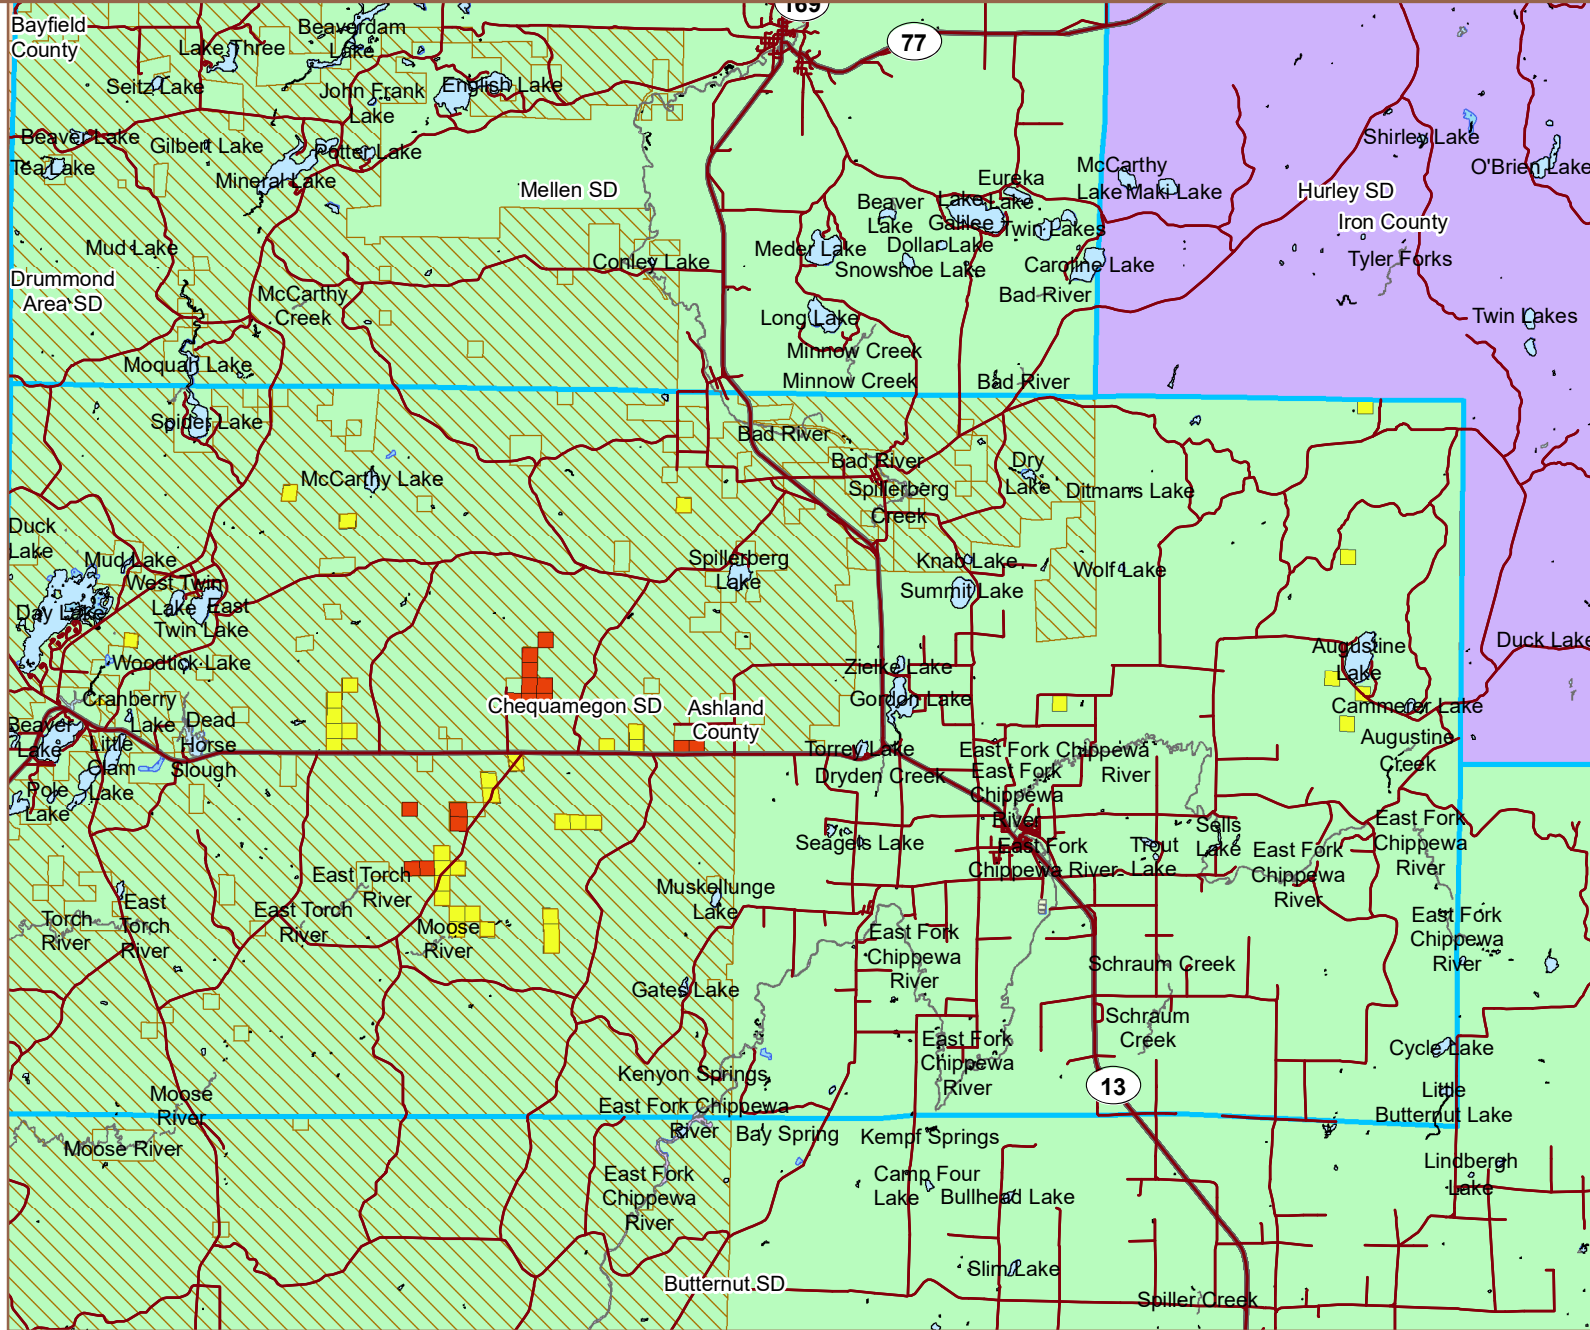 169
Bayfield
County
Beaverdam
Lake
Lake Three
77
Seitz Lake
English Lake
John Frank
Lake
Beaver Lake
Gilbert Lake
Potter Lake
Tea Lake
Mineral Lake
Mellen SD
Shirley Lake
O'Brien Lake
McCarthy
Lake
Maki Lake
Hurley SD
Iron County
Tyler Forks
Eureka
Lake
Beaver
Lake
Lake
Galilee
Twin Lakes
Dollar Lake
Meder Lake
Snowshoe Lake
Caroline Lake
Bad River
Mud Lake
Conley Lake
Drummond
Area SD
McCarthy
Creek
Long Lake
Twin Lakes
Minnow Creek
Moquah Lake
Minnow Creek
Bad River
Spider Lake
Bad River
Bad River
Dry
Lake
McCarthy Lake
Spillerberg
Creek
Ditmans Lake
Duck
Lake
Mud Lake
Spillerberg
Lake
Knab Lake
Wolf Lake
West Twin
Lake
East
Twin Lake
Summit Lake
Day Lake
Augustine
Lake
Duck Lake
Woodtick Lake
Zielke Lake
Cranberry
Lake
Chequamegon SD
Ashland
County
Gordon Lake
Cammerer Lake
Beaver
Lake
Dead
Horse
Slough
Little
Clam
Lake
Torrey Lake
East Fork Chippewa
River
Augustine
Creek
Dryden Creek
East Fork
Chippewa
River
Pole
Lake
Seagels Lake
East Fork
Chippewa River
Trout
Lake
Sells
Lake
East Fork
Chippewa
River
East Fork
Chippewa
River
East Torch
River
Muskellunge
Lake
East
Torch
River
East Torch
River
Torch
River
Moose
River
East Fork
Chippewa
River
East Fork
Chippewa
River
Schraum Creek
Gates Lake
Schraum
Creek
East Fork
Chippewa
River
Cycle Lake
Kenyon Springs
13
Moose
River
East Fork Chippewa
River
Little
Butternut Lake
Bay Spring
Kempf Springs
Moose River
Lindbergh
Lake
East Fork
Chippewa
River
Camp Four
Lake
Bullhead Lake
Slim Lake
Butternut SD
Spiller Creek